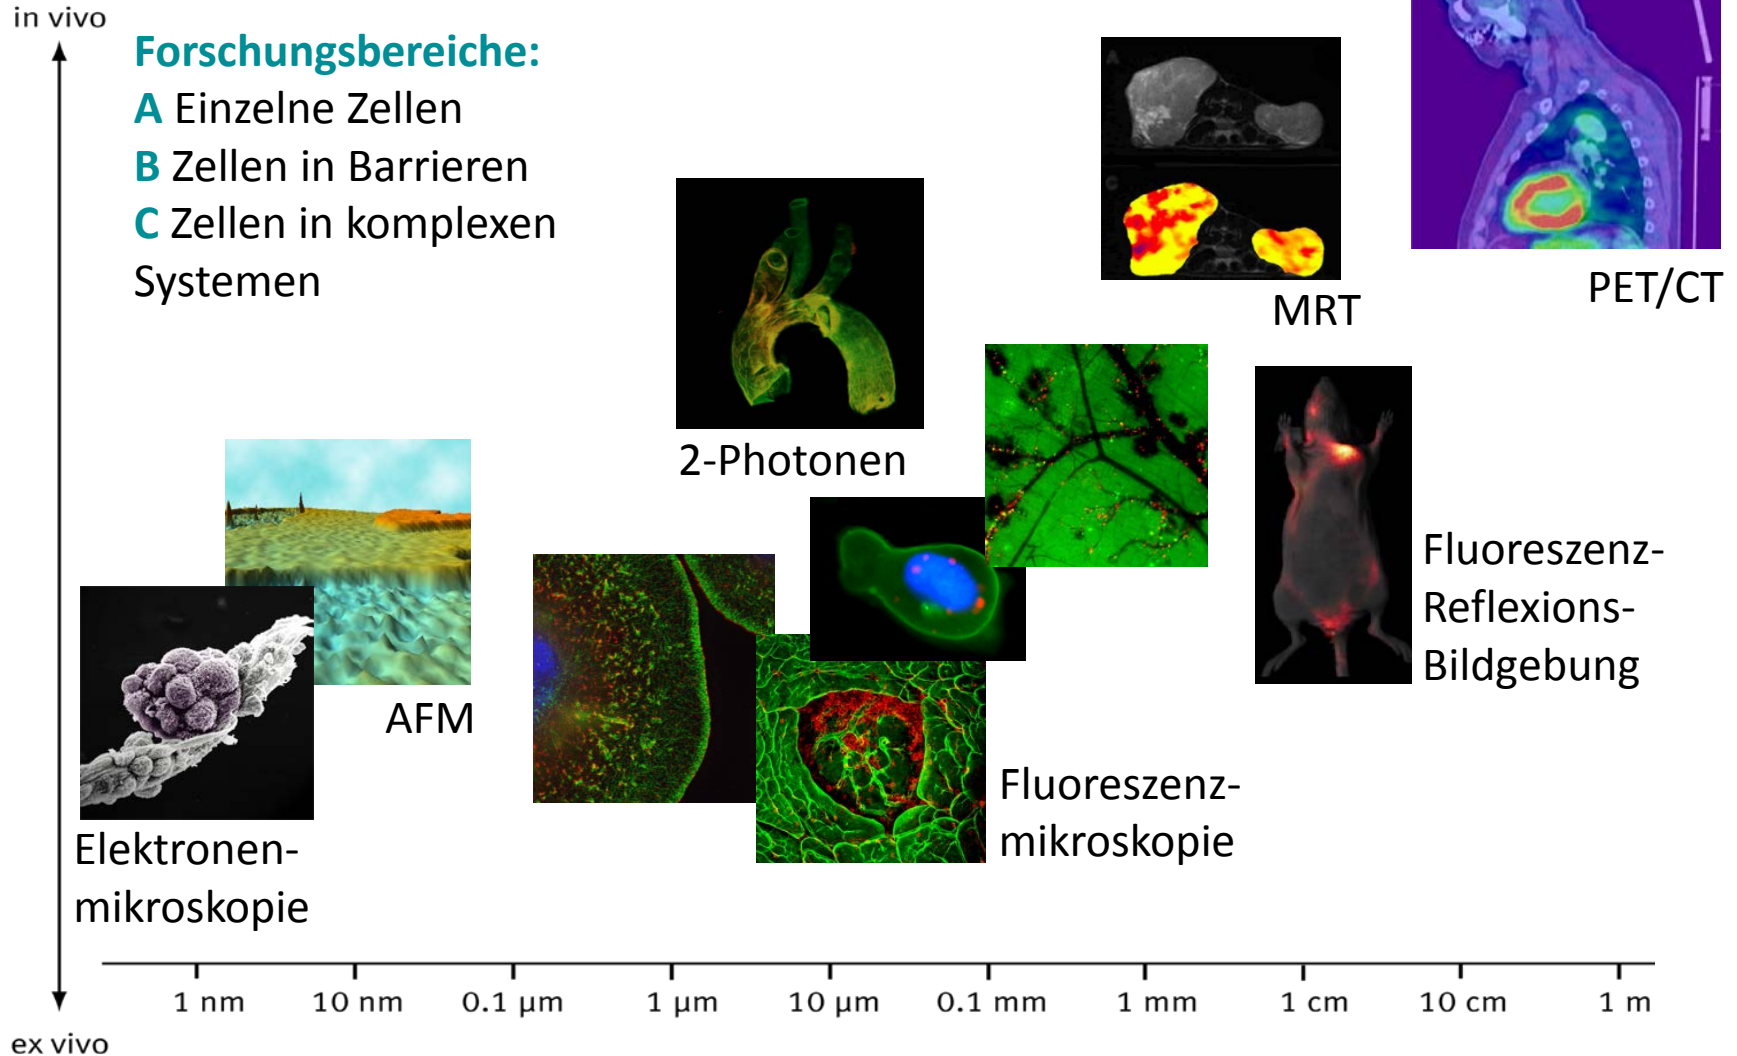 in vivo
Forschungsbereiche:
A Einzelne Zellen
B Zellen in Barrieren
C Zellen in komplexen
Systemen
PET/CT
MRT
2-Photonen
Fluoreszenz-
Reflexions-
Bildgebung
AFM
Fluoreszenz-
mikroskopie
Elektronen-
mikroskopie
1 nm 10 nm 0.1 µm 1 µm 10 µm 0.1 mm 1 mm 1 cm 10 cm 1 m
ex vivo